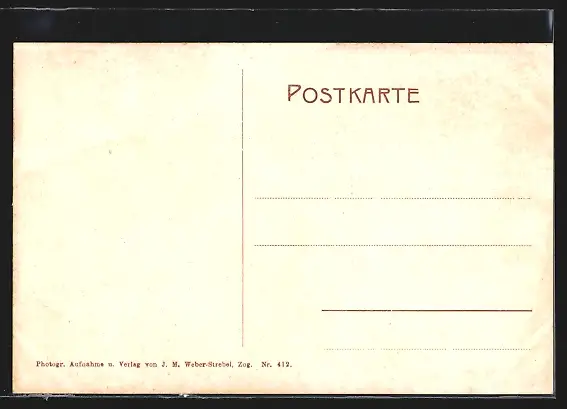 POSTKARTE
Photogr. Aufnahme u. Verlag von J. M. Weber-Strebel, Zug. Nr. 412.